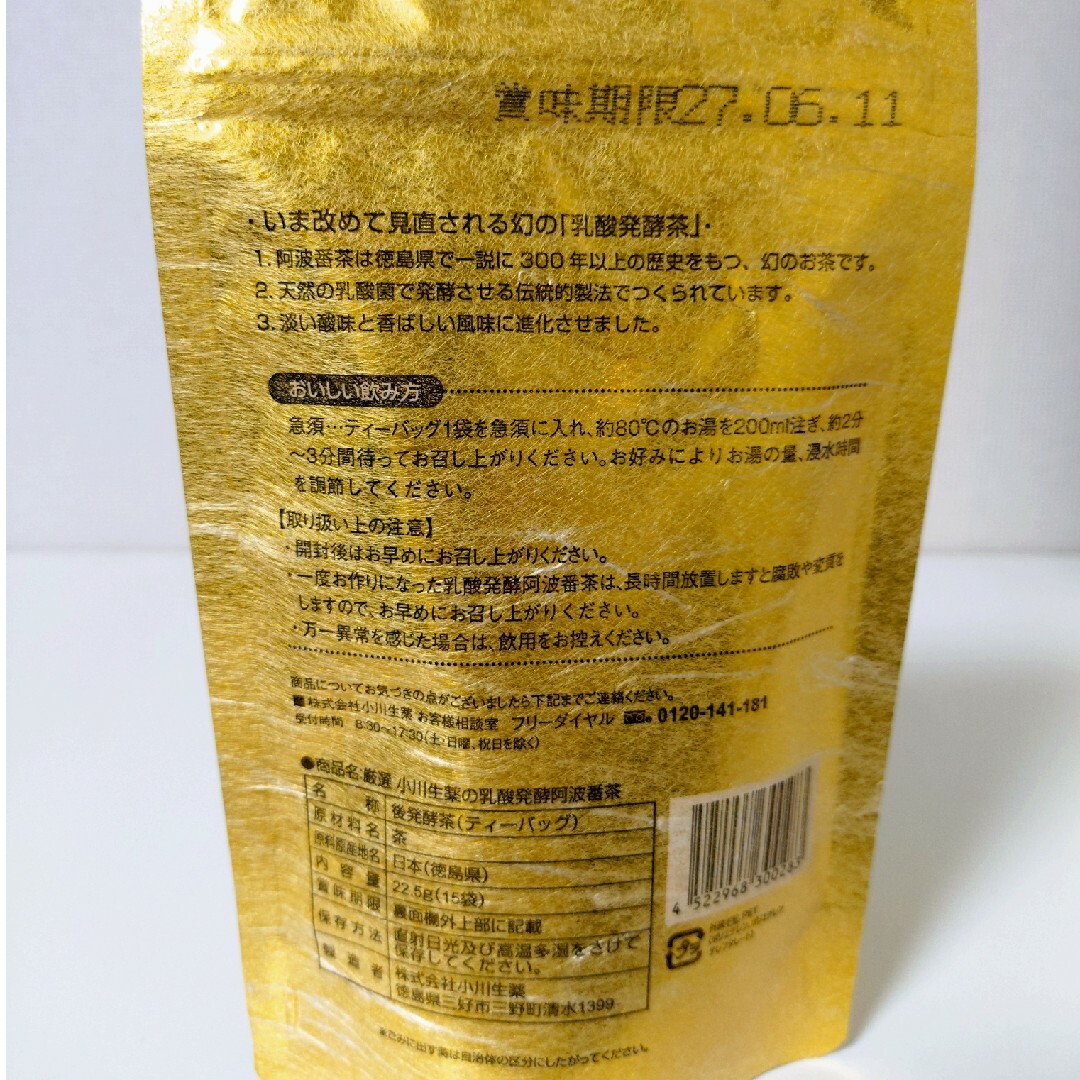 賞味期限27.06.11
・いま改めて見直される幻の「乳酸発酵茶」・
1. 阿波番茶は徳島県で一説に300年以上の歴史をもつ、幻のお茶です。
2. 天然の乳酸菌で発酵させる伝統的製法でつくられています。
3. 淡い酸味と香ばしい風味に進化させました。
おいしい飲み方
急須…ティーバッグ1袋を急須に入れ、約80℃のお湯を200ml注ぎ、約2分
～3分間待ってお召し上がりください。お好みによりお湯の量、浸水時間
を調節してください。
【取り扱い上の注意】
・開封後はお早めにお召し上がりください。
・一度お作りになった乳酸発酵阿波番茶は、長時間放置しますと腐敗や変質を
しますので、お早めにお召し上がりください。
・万一異常を感じた場合は、飲用をお控えください。
商品についてお気づきの点がございましたら下記までご連絡ください。
■株式会社小川生薬 お客様相談室 フリーダイヤル 0120-141-181
受付時間 8:30～17:30(土・日曜、祝日を除く)
●商品名:厳選 小川生薬の乳酸発酵阿波番茶
名称 後発酵茶(ティーバッグ)
原材料名 茶
原料原産地名 日本(徳島県)
内容量 22.5g(15袋)
賞味期限 裏面欄外上部に記載
保存方法 直射日光及び高温多湿をさけて
保存してください。
製造者 株式会社小川生薬
徳島県三好市三野町清水1399
4 522968 300283
プラ
※ごみに出す時は自治体の区分にしたがってください。